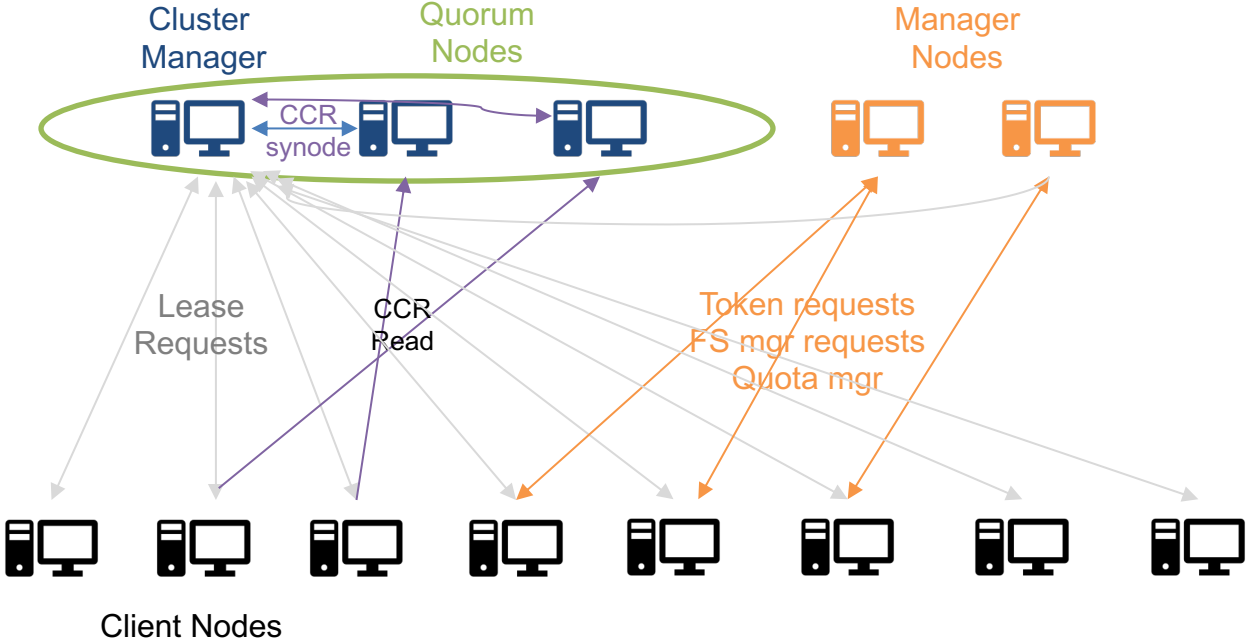 Cluster
Manager
Quorum
Nodes
Manager
Nodes
CCR
synode
Lease
Requests
CCR
Read
Token requests
FS mgr requests
Quota mgr
Client Nodes